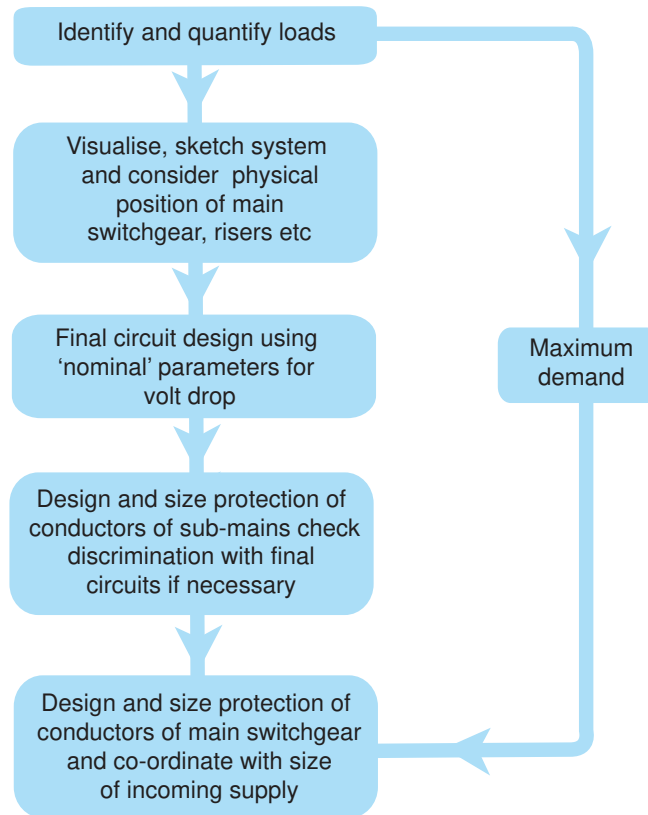 Identify and quantify loads
Visualise, sketch system
and consider physical
position of main
switchgear, risers etc
Final circuit design using
‘nominal’ parameters for
volt drop
Maximum
demand
Design and size protection of
conductors of sub-mains check
discrimination with final
circuits if necessary
Design and size protection of
conductors of main switchgear
and co-ordinate with size
of incoming supply